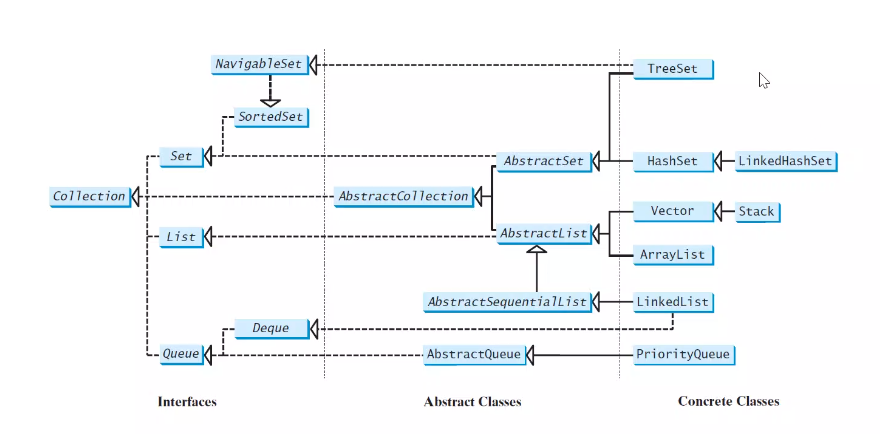 NavigableSet
TreeSet
SortedSet
Set
AbstractSet
HashSet
LinkedHashSet
Collection
AbstractCollection
Vector
Stack
List
AbstractList
ArrayList
AbstractSequentialList
LinkedList
Deque
Queue
AbstractQueue
PriorityQueue
Interfaces
Abstract Classes
Concrete Classes